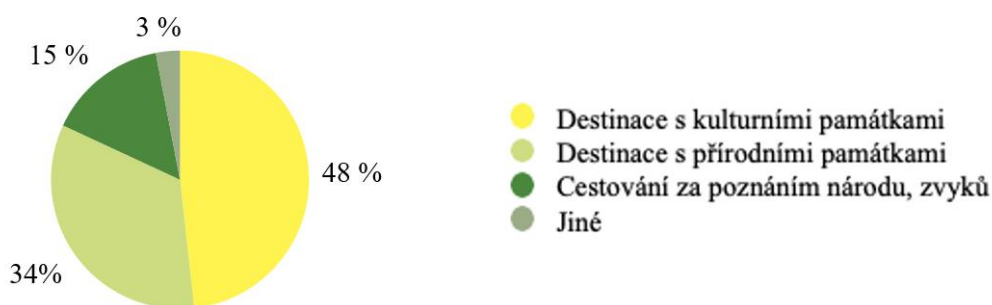 3 %
15 %
48 %
34%
Destinace s kulturními památkami
Destinace s přírodními památkami
Cestování za poznáním národu, zvyků
Jiné